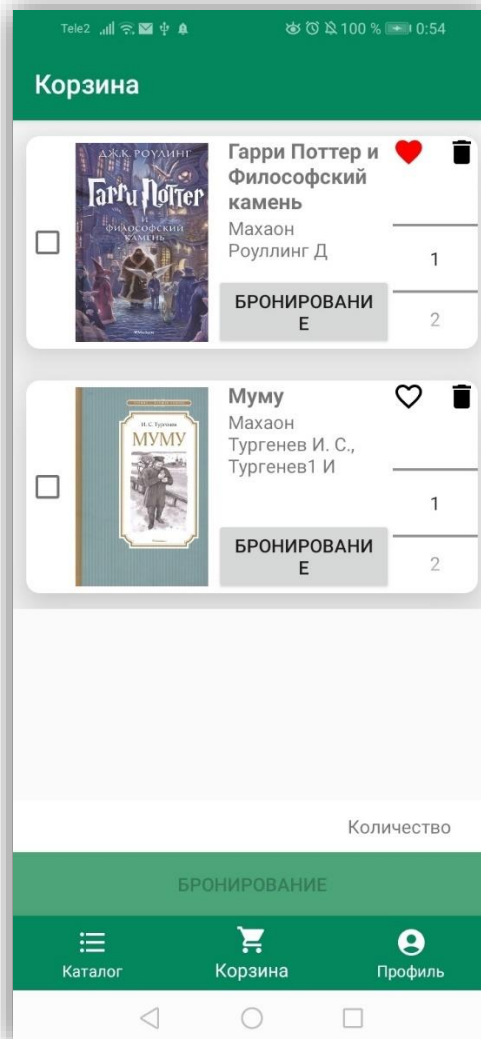 Tele2 100 % 0:54
Корзина
ДЖ.К. РОУЛИНГ
Гарри Поттер
И
ФИЛОСОФСКИЙ
КАМЕНЬ
Гарри Поттер и
Философский
камень
Махаон
Роуллинг Д
БРОНИРОВАНИ
Е
1
2
И. С. Тургенев
МУМУ
Муму
Махаон
Тургенев И. С.,
Тургенев1 И
БРОНИРОВАНИ
Е
1
2
Количество
БРОНИРОВАНИЕ
Каталог
Корзина
Профиль